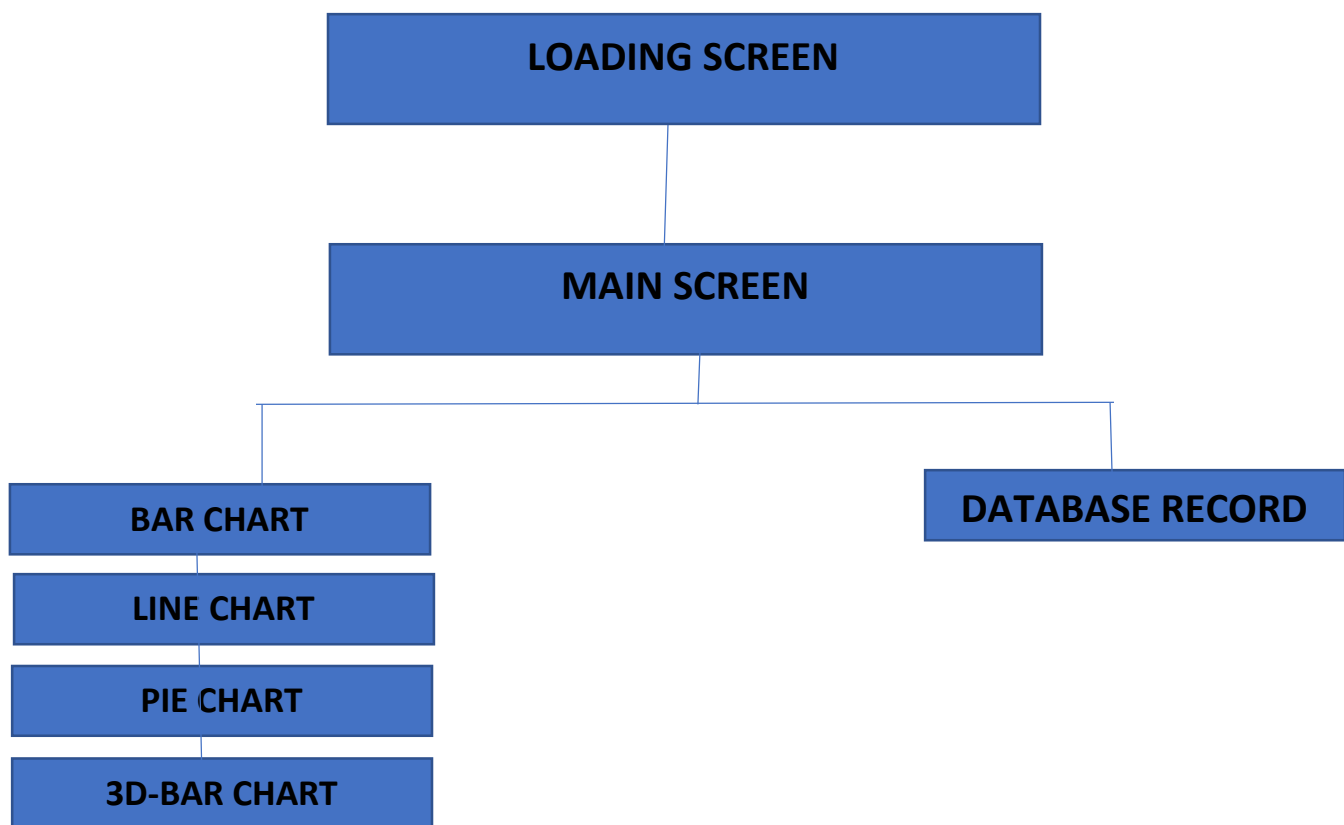 LOADING SCREEN
MAIN SCREEN
BAR CHART
DATABASE RECORD
LINE CHART
PIE CHART
3D-BAR CHART